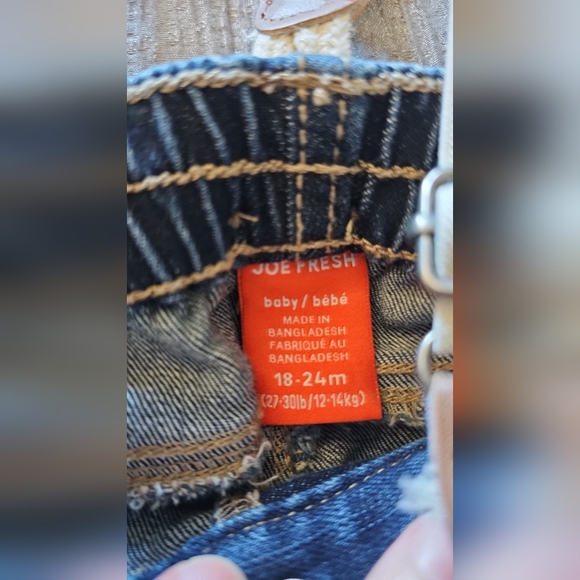 JOE FRESH
baby / bébé
MADE IN
BANGLADESH
FABRIQUÉ AU
BANGLADESH
18-24m
(27-30lb/12-14kg)